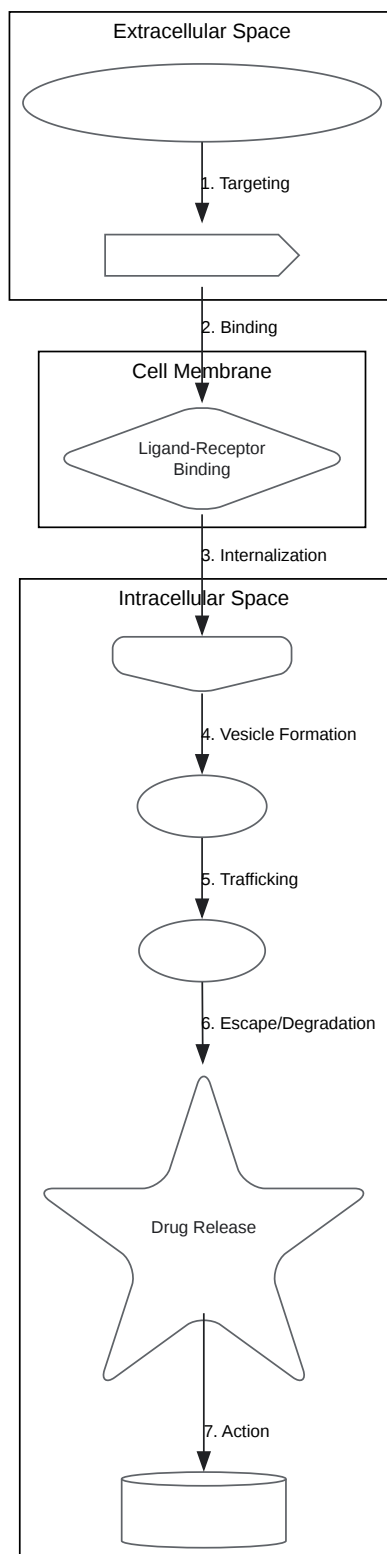 Extracellular Space
1. Targeting
2. Binding
Cell Membrane
Ligand-Receptor
Binding
3. Internalization
Intracellular Space
4. Vesicle Formation
5. Trafficking
6. Escape/Degradation
Drug Release
7. Action